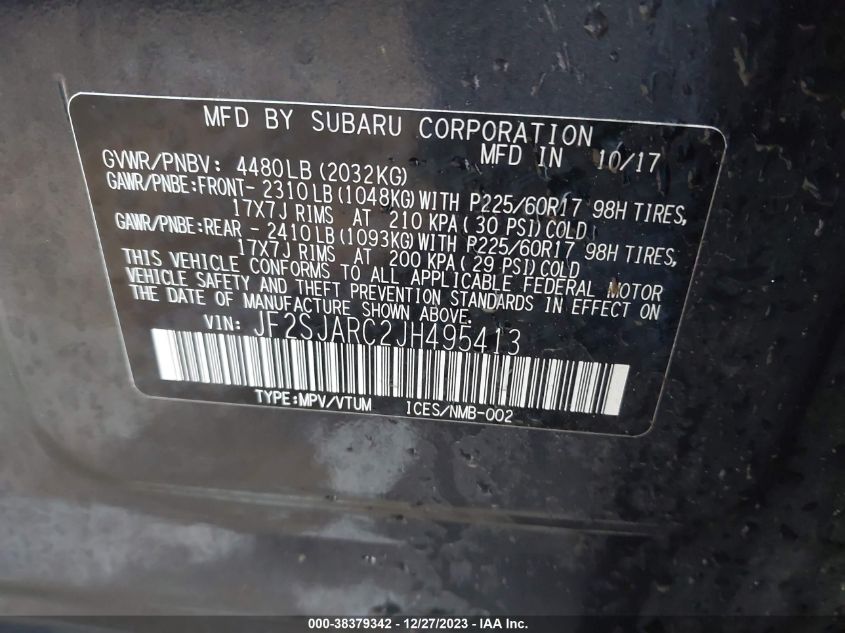 MFD BY SUBARU CORPORATION
MFD IN 10/17
GVWR/PNBV: 4480LB (2032KG)
GAWR/PNBE:FRONT- 2310LB(1048KG)WITH P225/60R17 98H TIRES,
17X7J RIMS AT 210 KPA( 30 PSI)COLD
GAWR/PNBE:REAR - 2410LB(1093KG)WITH P225/60R17 98H TIRES,
17X7J RIMS AT 200 KPA( 29 PSI)COLD
THIS VEHICLE CONFORMS TO ALL APPLICABLE FEDERAL MOTOR
VEHICLE SAFETY AND THEFT PREVENTION STANDARDS IN EFFECT ON
THE DATE OF MANUFACTURE SHOWN ABOVE.
VIN: JF2SJARC2JH495413
TYPE:MPV/VTUM ICES/NMB-002
000-38379342 - 12/27/2023 - IAA Inc.